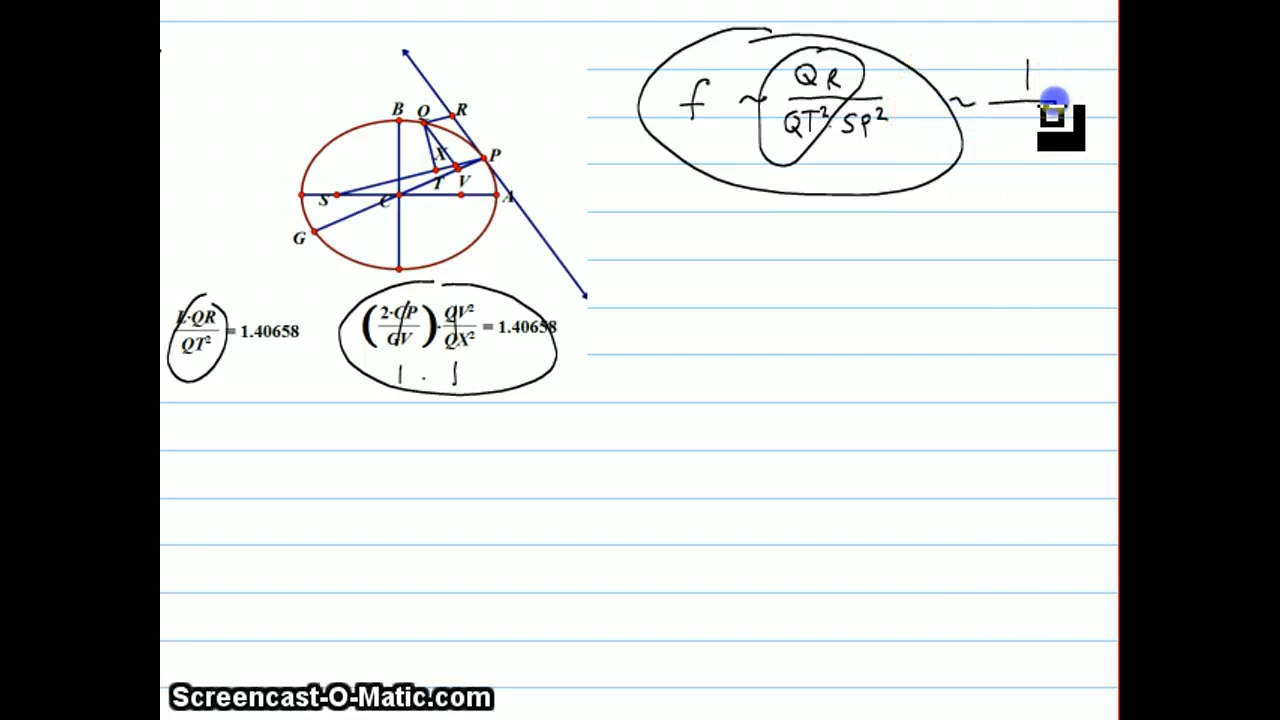 B Q R
X P
T V
S C A
G
f ~ QR / QT² · SP² ~ 1 /
L·QR / QT² = 1.40658
( 2·CP / GV ) · QV² / QX² = 1.40658
1 . 1
Screencast-O-Matic.com